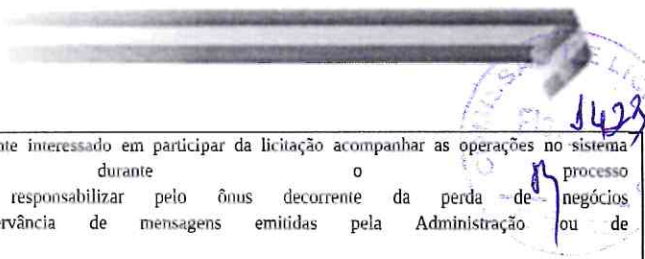 1423
nte interessado em participar da licitação acompanhar as operações no sistema
durante o processo
responsabilizar pelo ônus decorrente da perda de negócios
rvância de mensagens emitidas pela Administração ou de